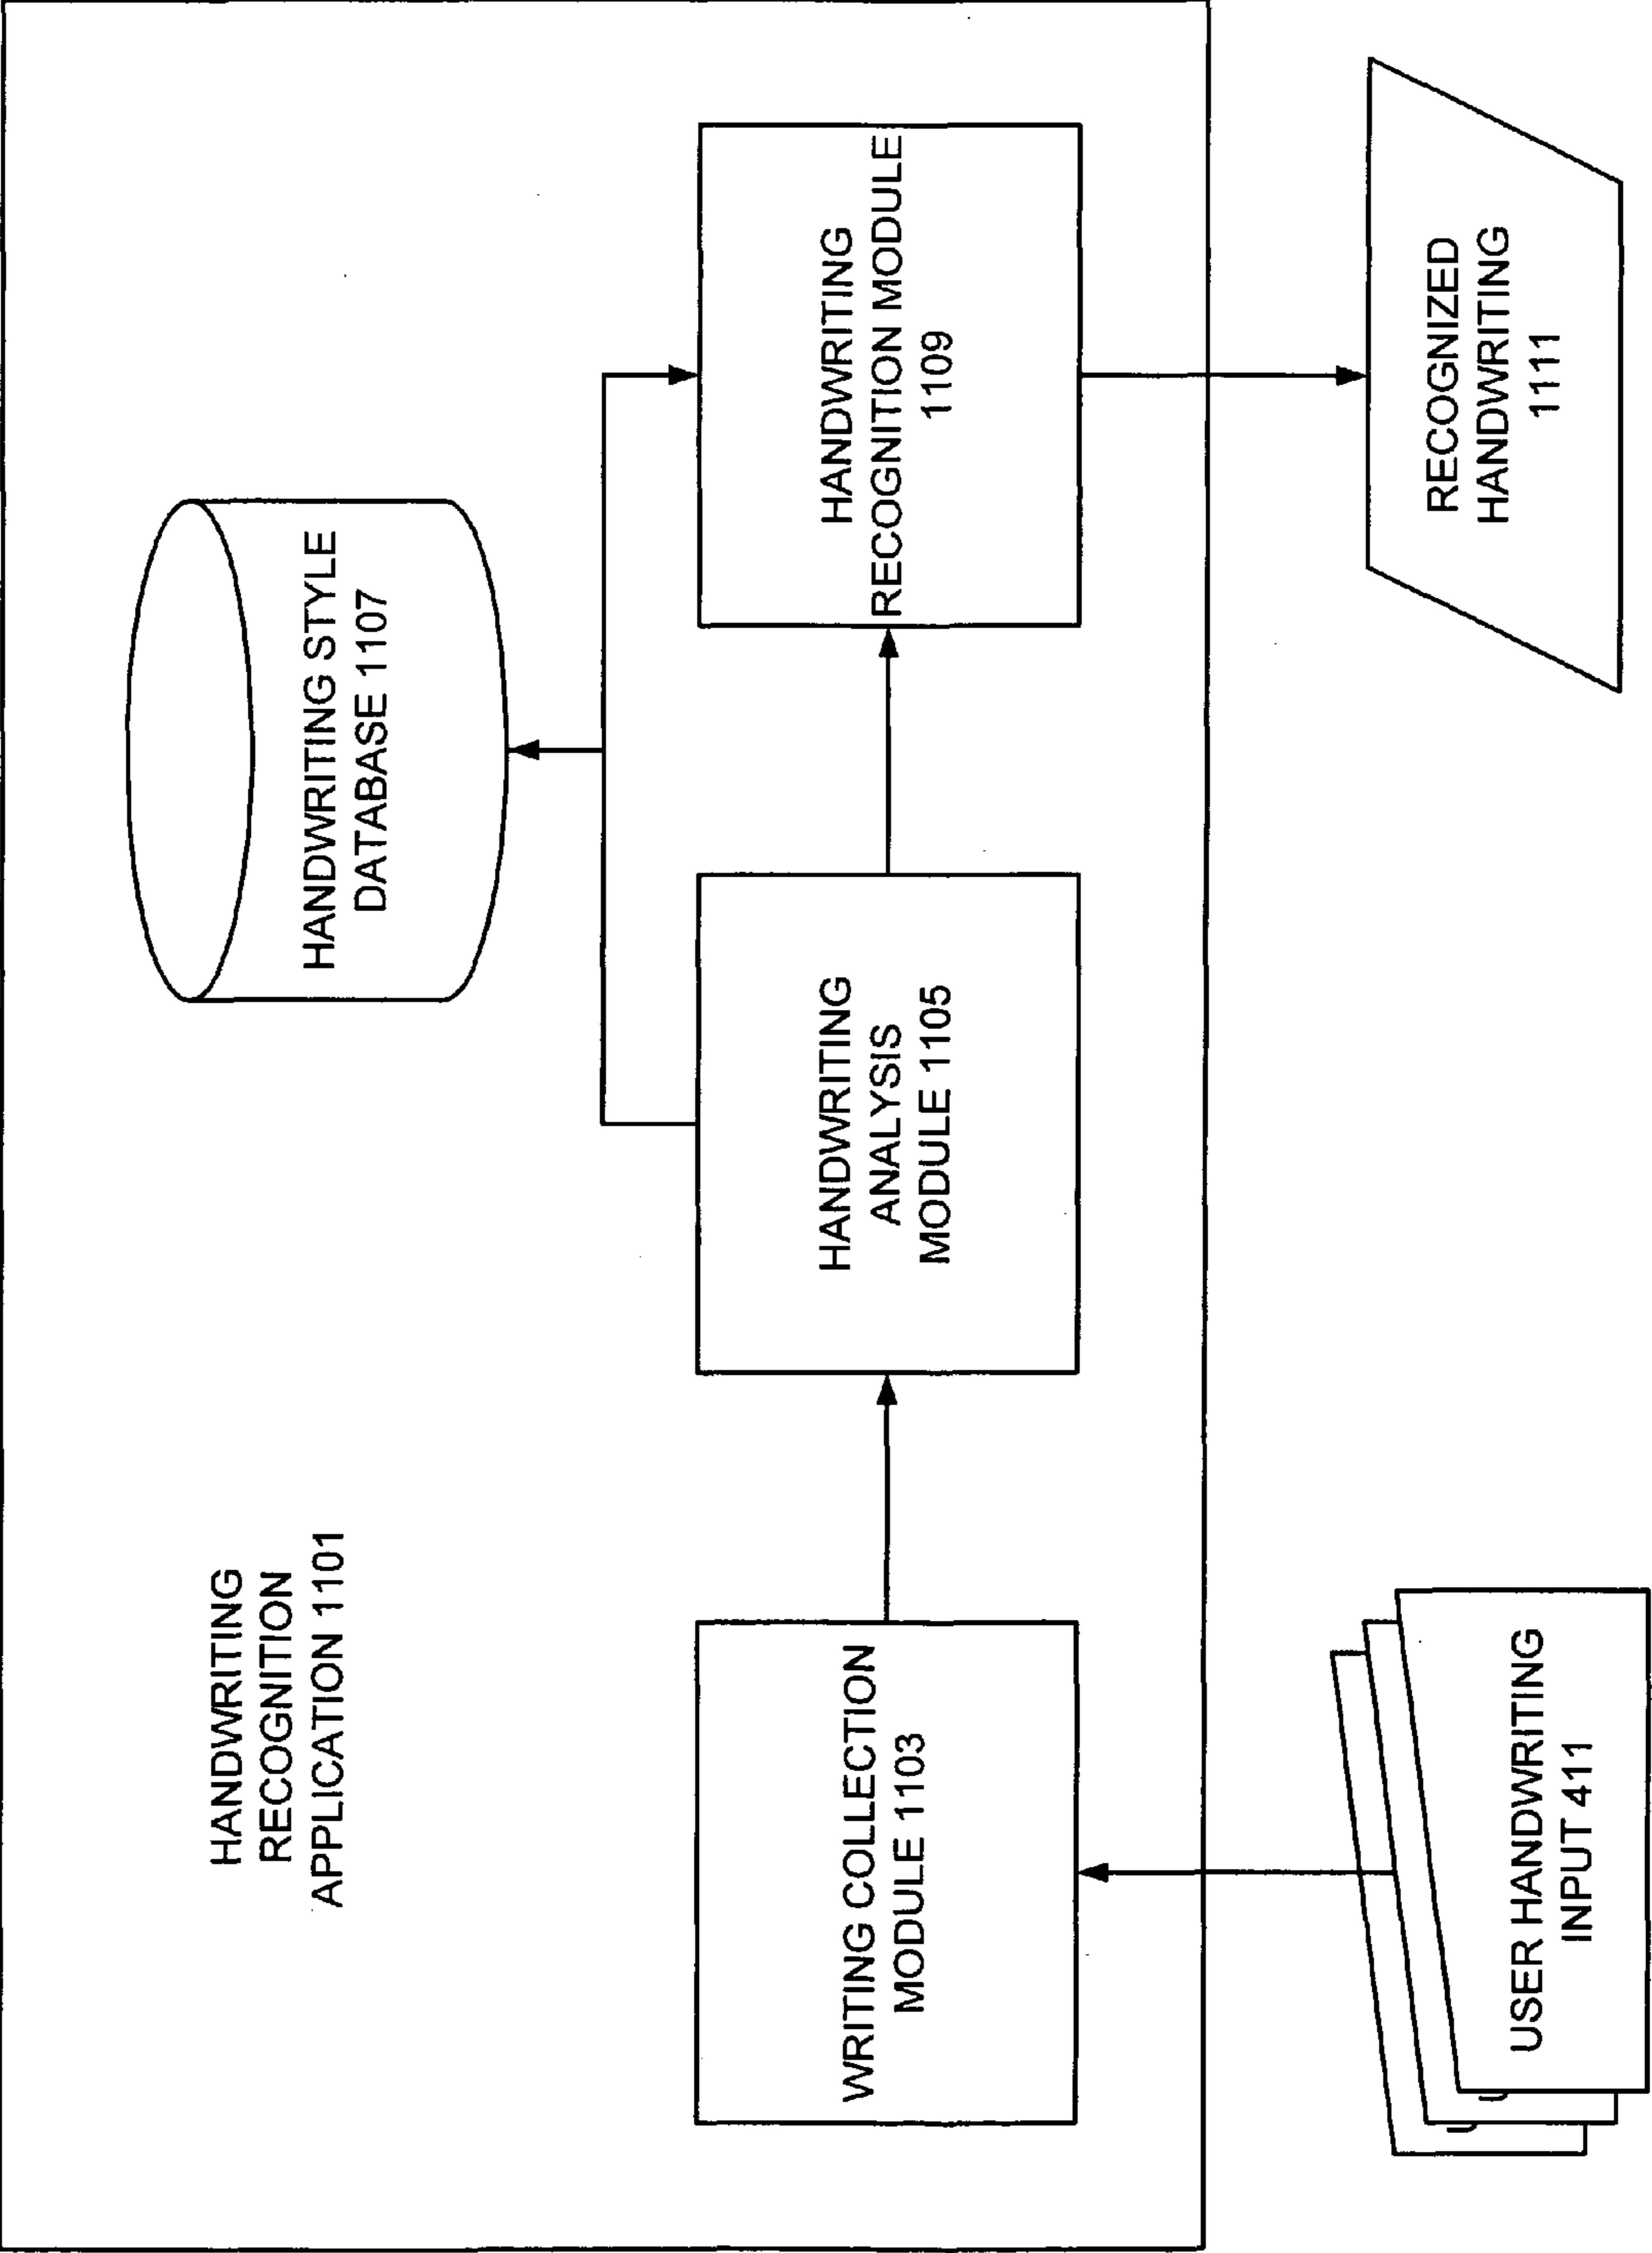 HANDWRITING
RECOGNITION
APPLICATION 1101
HANDWRITING STYLE
DATABASE 1107
WRITING COLLECTION
MODULE 1103
HANDWRITING
ANALYSIS
MODULE 1105
HANDWRITING
RECOGNITION MODULE
1109
USER HANDWRITING
INPUT 411
RECOGNIZED
HANDWRITING
1111